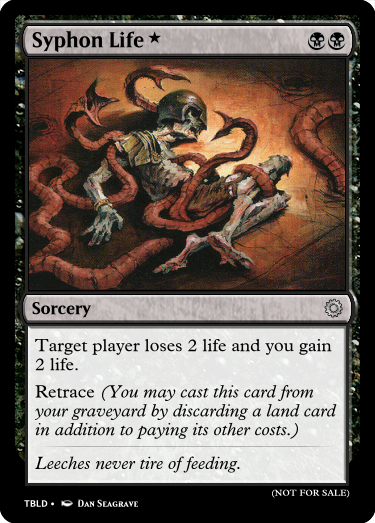 Syphon Life ★
Sorcery
Target player loses 2 life and you gain
2 life.
Retrace (You may cast this card from
your graveyard by discarding a land card
in addition to paying its other costs.)
Leeches never tire of feeding.
(NOT FOR SALE)
TBLD • Dan Seagrave